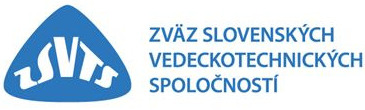 ZSVTS
ZVÄZ SLOVENSKÝCH
VEDECKOTECHNICKÝCH
SPOLOČNOSTÍ